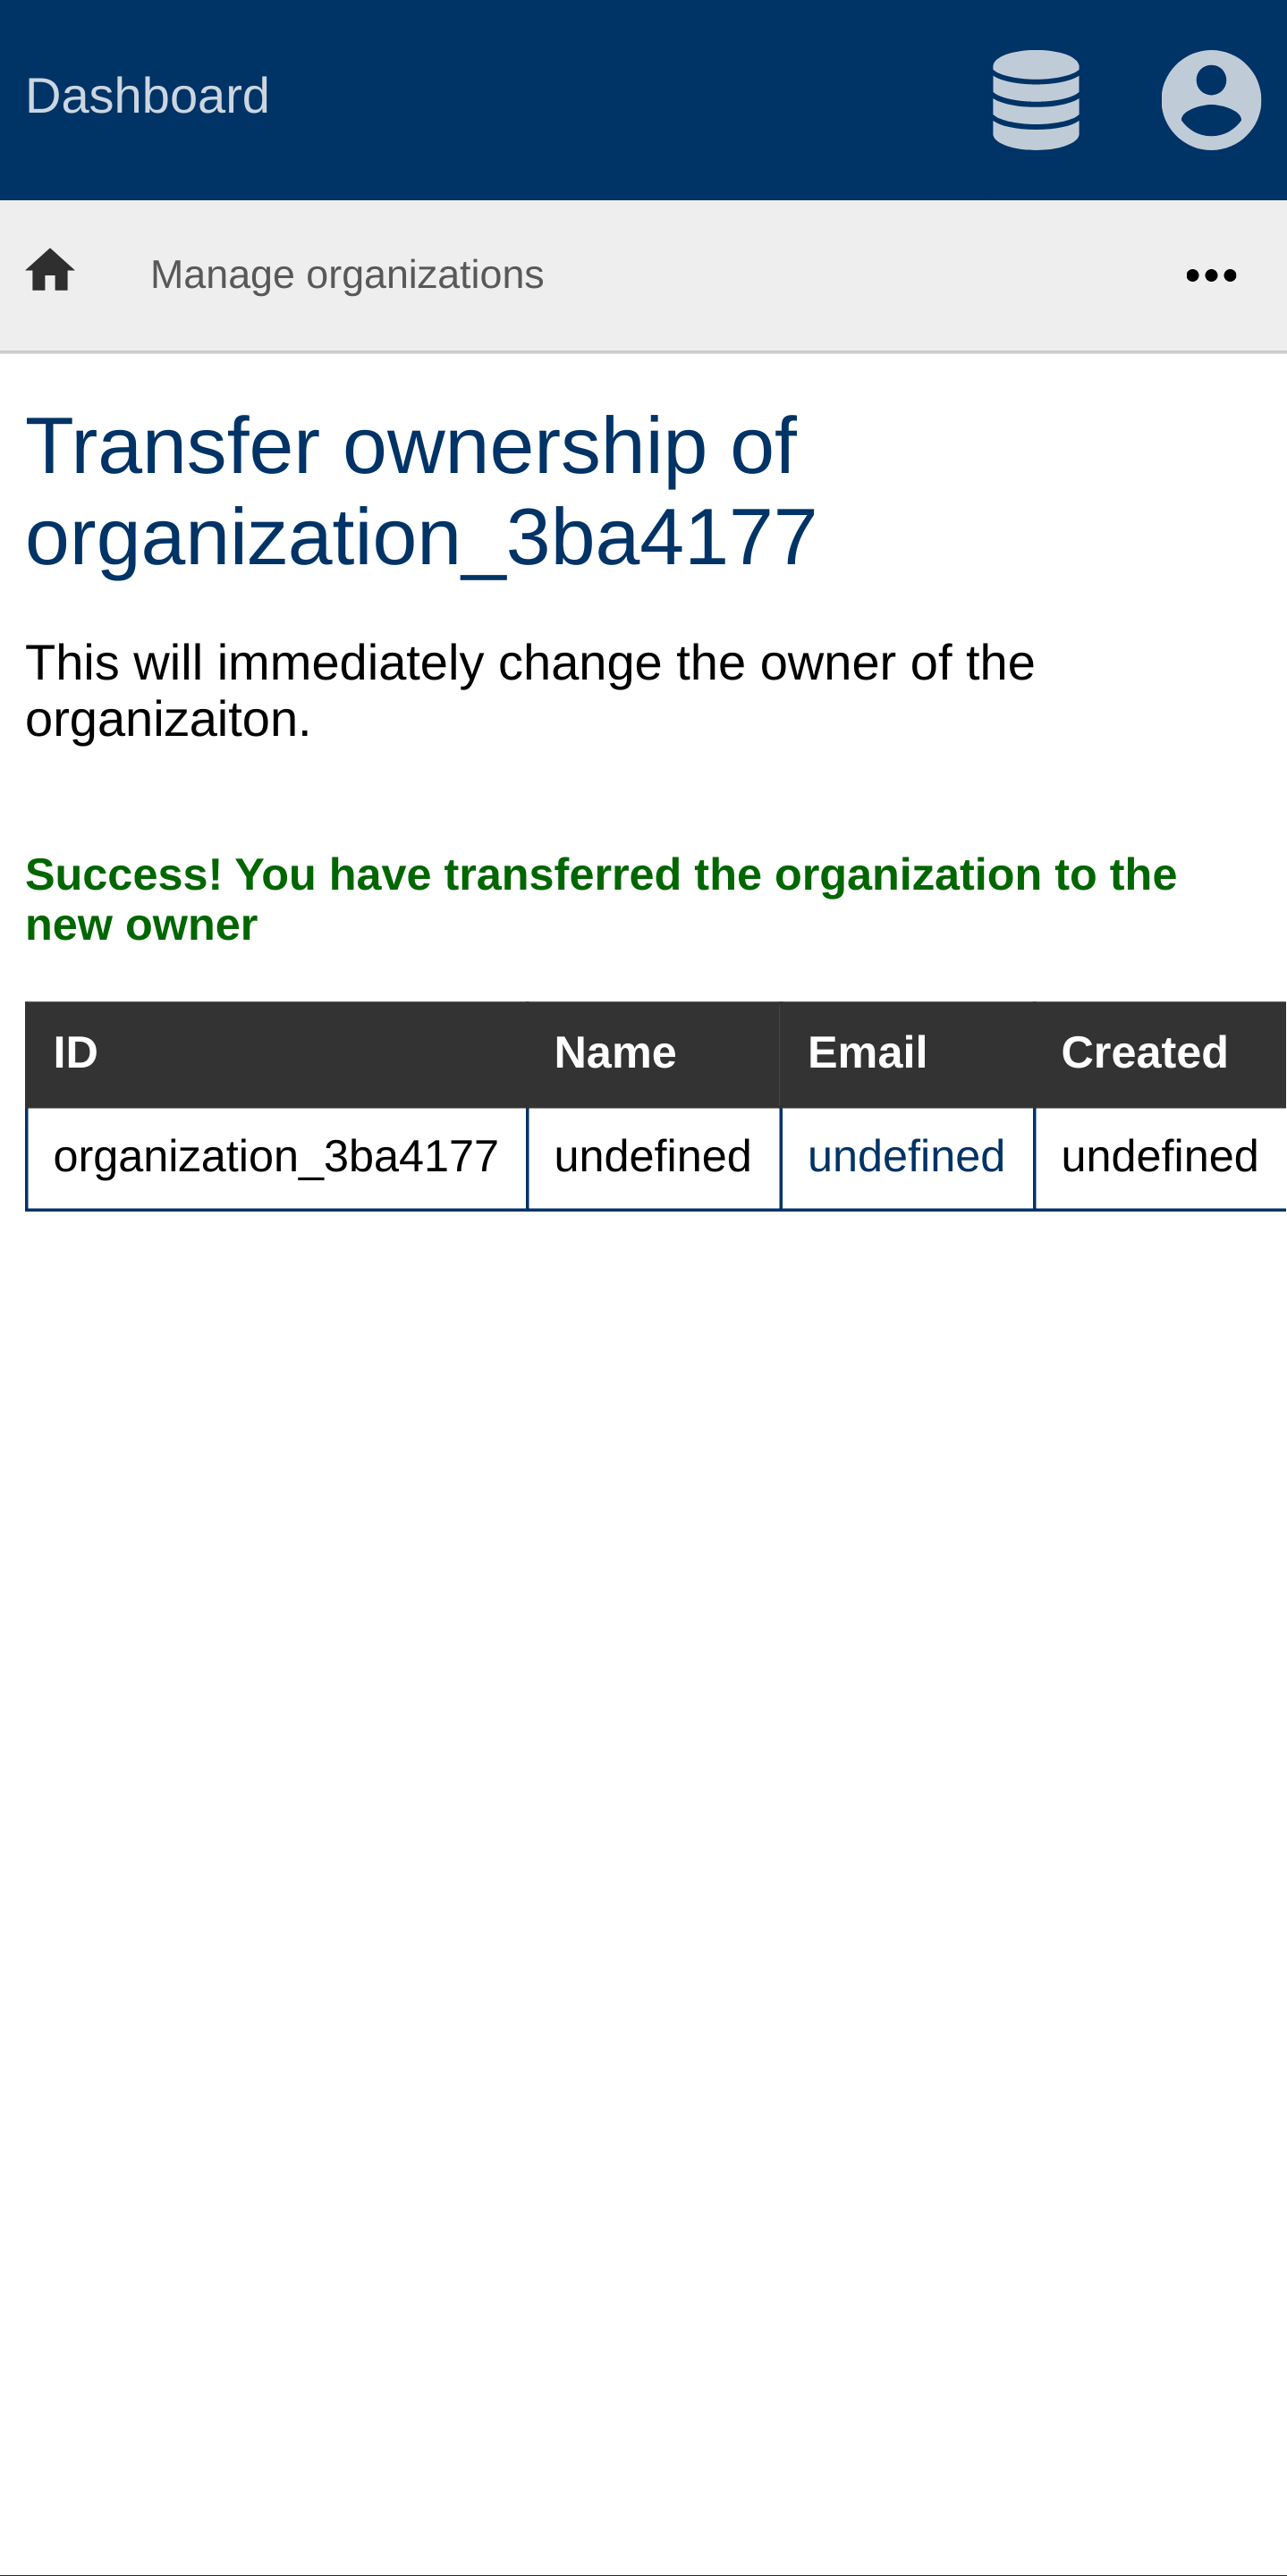 Dashboard
Manage organizations
Transfer ownership of
organization_3ba4177
This will immediately change the owner of the
organizaiton.
Success! You have transferred the organization to the
new owner
ID Name Email Created
organization_3ba4177 undefined undefined undefined